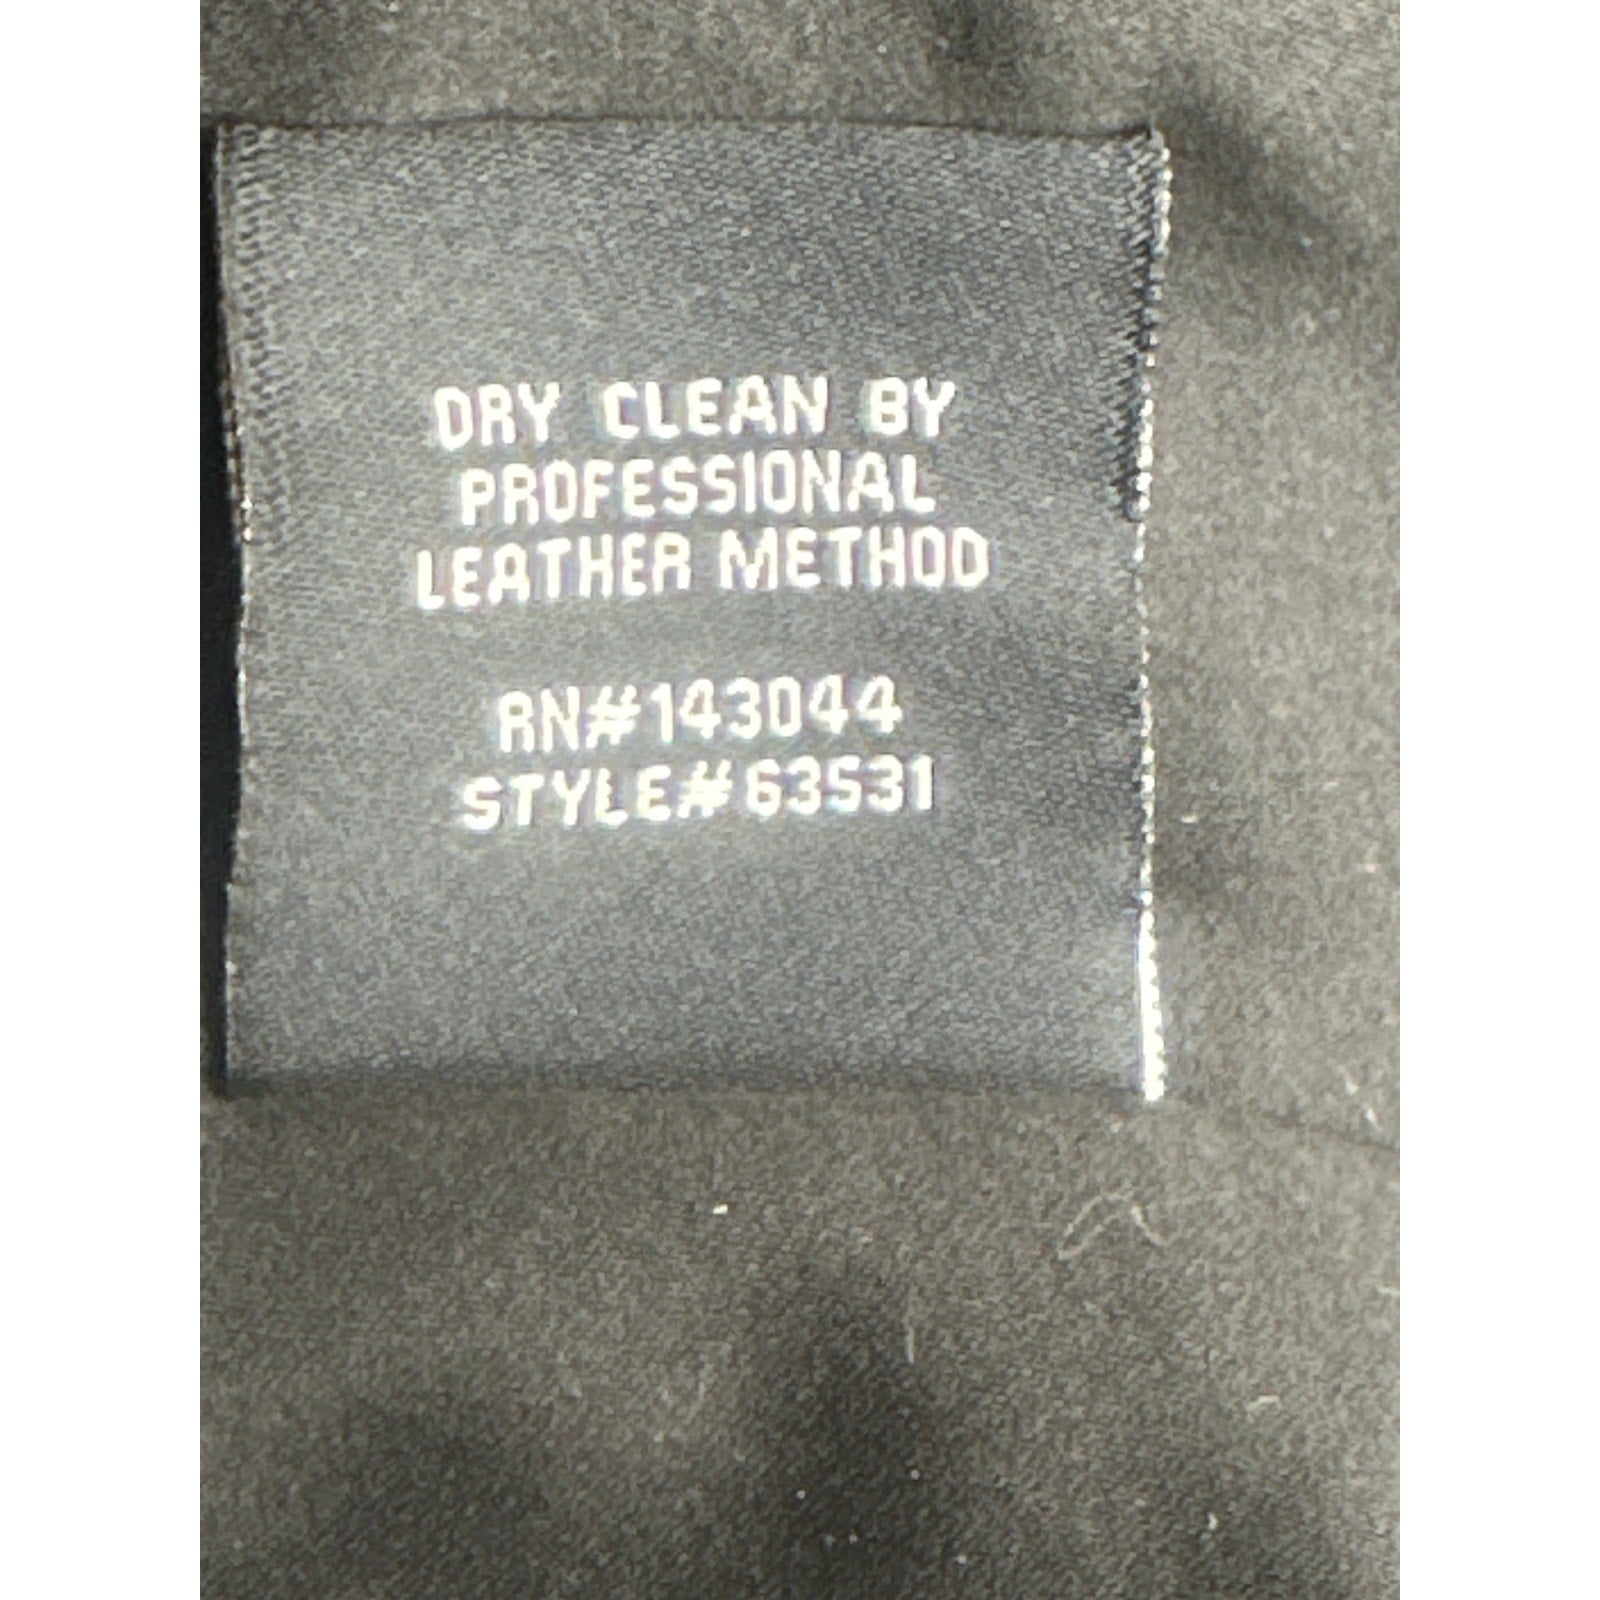 DRY CLEAN BY
PROFESSIONAL
LEATHER METHOD
RN#143044
STYLE#63531